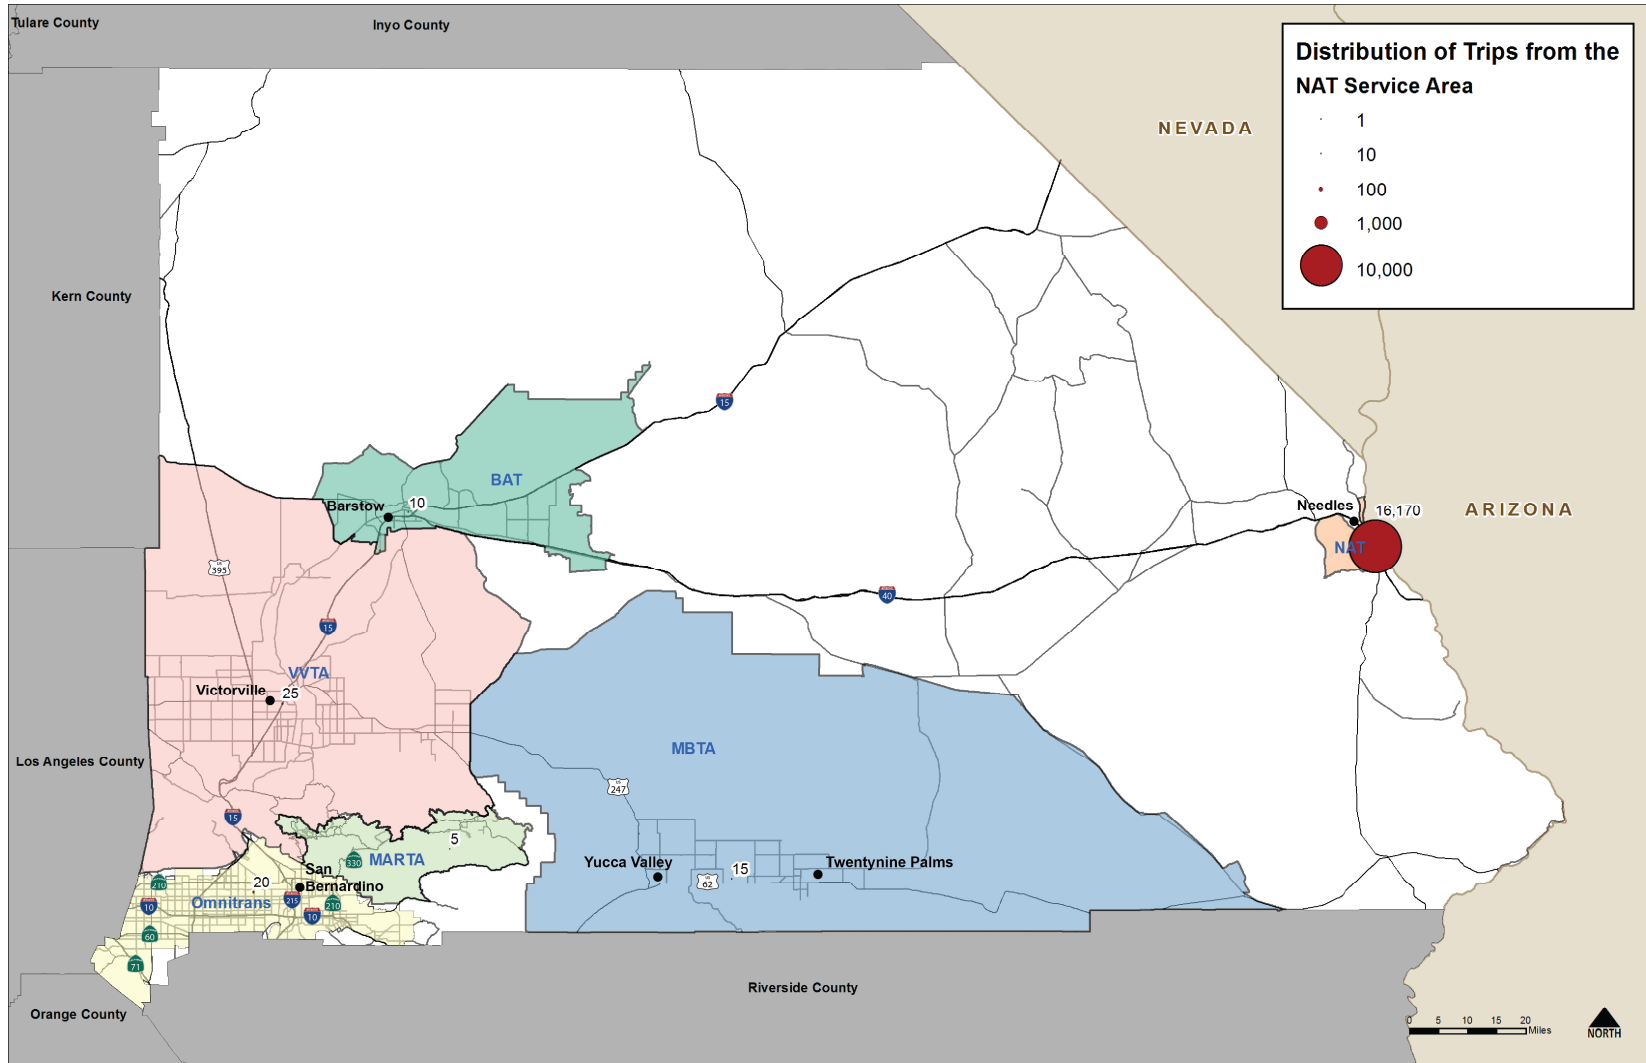 Tulare County
Inyo County
Distribution of Trips from the
NAT Service Area
1
10
100
1,000
10,000
NEVADA
Kern County
15
BAT
Barstow
10
Needles
16,170
ARIZONA
NAT
US
395
40
15
VVTA
Victorville
25
MBTA
Los Angeles County
US
247
15
5
330
MARTA
Yucca Valley
15
Twentynine Palms
US
62
San
Bernardino
20
210
Omnitrans
215
210
10
10
60
71
Riverside County
Orange County
0 5 10 15 20
Miles
NORTH